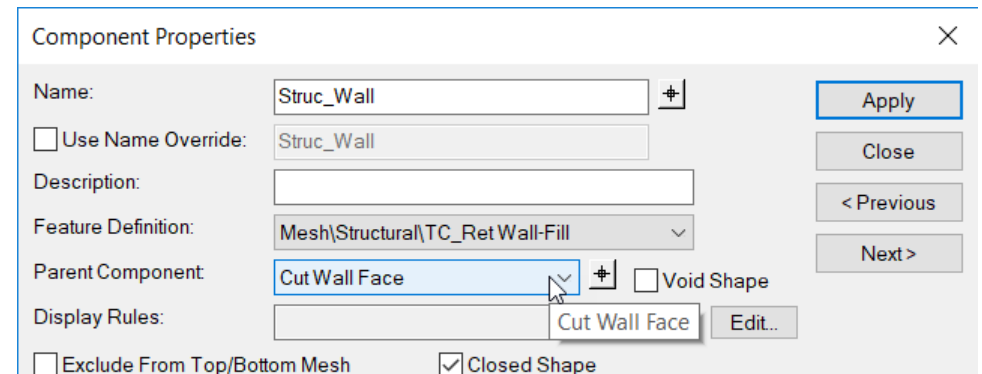 Component Properties
Name: Struc_Wall Apply
Use Name Override: Struc_Wall Close
Description: < Previous
Feature Definition: Mesh\Structural\TC_Ret Wall-Fill Next >
Parent Component: Cut Wall Face Void Shape
Display Rules: Cut Wall Face Edit...
Exclude From Top/Bottom Mesh Closed Shape